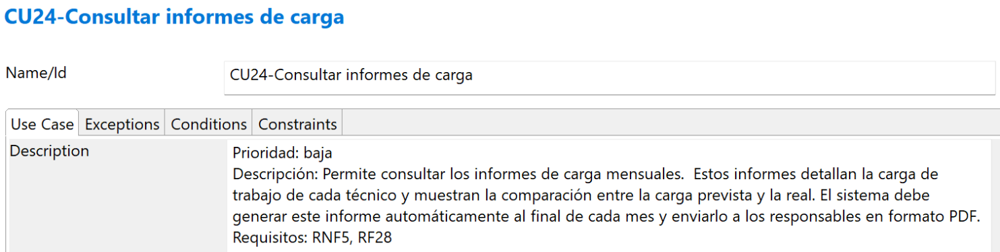 CU24-Consultar informes de carga
Name/Id
CU24-Consultar informes de carga
Use Case Exceptions Conditions Constraints
Description
Prioridad: baja
Descripción: Permite consultar los informes de carga mensuales.  Estos informes detallan la carga de
trabajo de cada técnico y muestran la comparación entre la carga prevista y la real. El sistema debe
generar este informe automáticamente al final de cada mes y enviarlo a los responsables en formato PDF.
Requisitos: RNF5, RF28